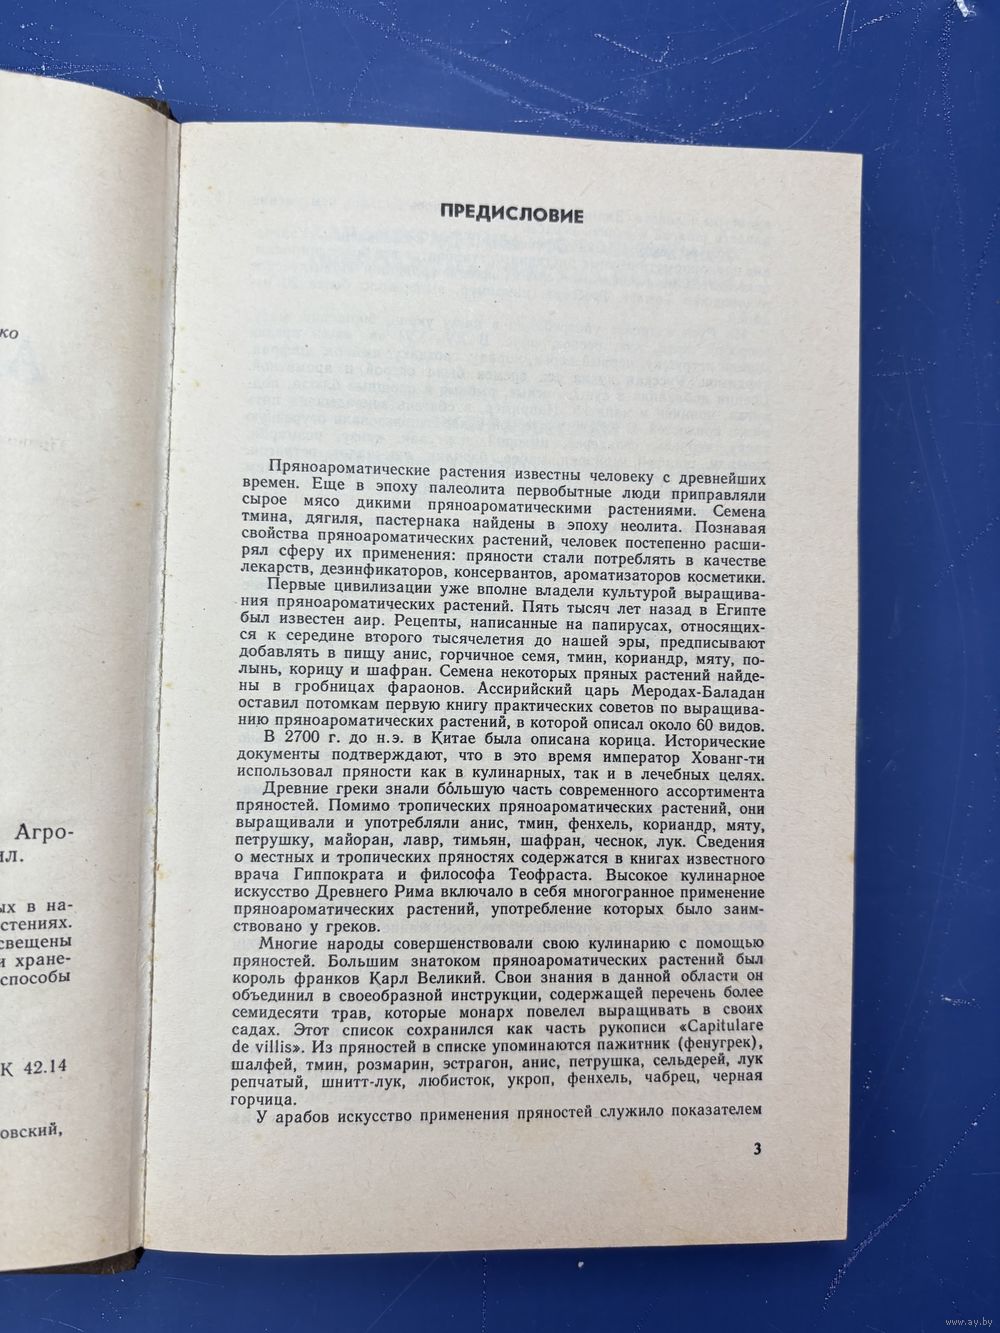 ко
Агро-
ил.
ых в на-
стениях.
свещены
и хране-
способы
К 42.14
овский,
ПРЕДИСЛОВИЕ
Пряноароматические растения известны человеку с древнейших
времен. Еще в эпоху палеолита первобытные люди приправляли
сырое мясо дикими пряноароматическими растениями. Семена
тмина, дягиля, пастернака найдены в эпоху неолита. Познавая
свойства пряноароматических растений, человек постепенно расши-
рял сферу их применения: пряности стали потреблять в качестве
лекарств, дезинфикаторов, консервантов, ароматизаторов косметики.
Первые цивилизации уже вполне владели культурой выращива-
ния пряноароматических растений. Пять тысяч лет назад в Египте
был известен аир. Рецепты, написанные на папирусах, относящих-
ся к середине второго тысячелетия до нашей эры, предписывают
добавлять в пищу анис, горчичное семя, тмин, кориандр, мяту, по-
лынь, корицу и шафран. Семена некоторых пряных растений найде-
ны в гробницах фараонов. Ассирийский царь Меродах-Баладан
оставил потомкам первую книгу практических советов по выращива-
нию пряноароматических растений, в которой описал около 60 видов.
В 2700 г. до н.э. в Китае была описана корица. Исторические
документы подтверждают, что в это время император Хованг-ти
использовал пряности как в кулинарных, так и в лечебных целях.
Древние греки знали бо́льшую часть современного ассортимента
пряностей. Помимо тропических пряноароматических растений, они
выращивали и употребляли анис, тмин, фенхель, кориандр, мяту,
петрушку, майоран, лавр, тимьян, шафран, чеснок, лук. Сведения
о местных и тропических пряностях содержатся в книгах известного
врача Гиппократа и философа Теофраста. Высокое кулинарное
искусство Древнего Рима включало в себя многогранное применение
пряноароматических растений, употребление которых было заим-
ствовано у греков.
Многие народы совершенствовали свою кулинарию с помощью
пряностей. Большим знатоком пряноароматических растений был
король франков Карл Великий. Свои знания в данной области он
объединил в своеобразной инструкции, содержащей перечень более
семидесяти трав, которые монарх повелел выращивать в своих
садах. Этот список сохранился как часть рукописи «Capitulare
de villis». Из пряностей в списке упоминаются пажитник (фенугрек),
шалфей, тмин, розмарин, эстрагон, анис, петрушка, сельдерей, лук
репчатый, шнитт-лук, любисток, укроп, фенхель, чабрец, черная
горчица.
У арабов искусство применения пряностей служило показателем
3
www.ay.by